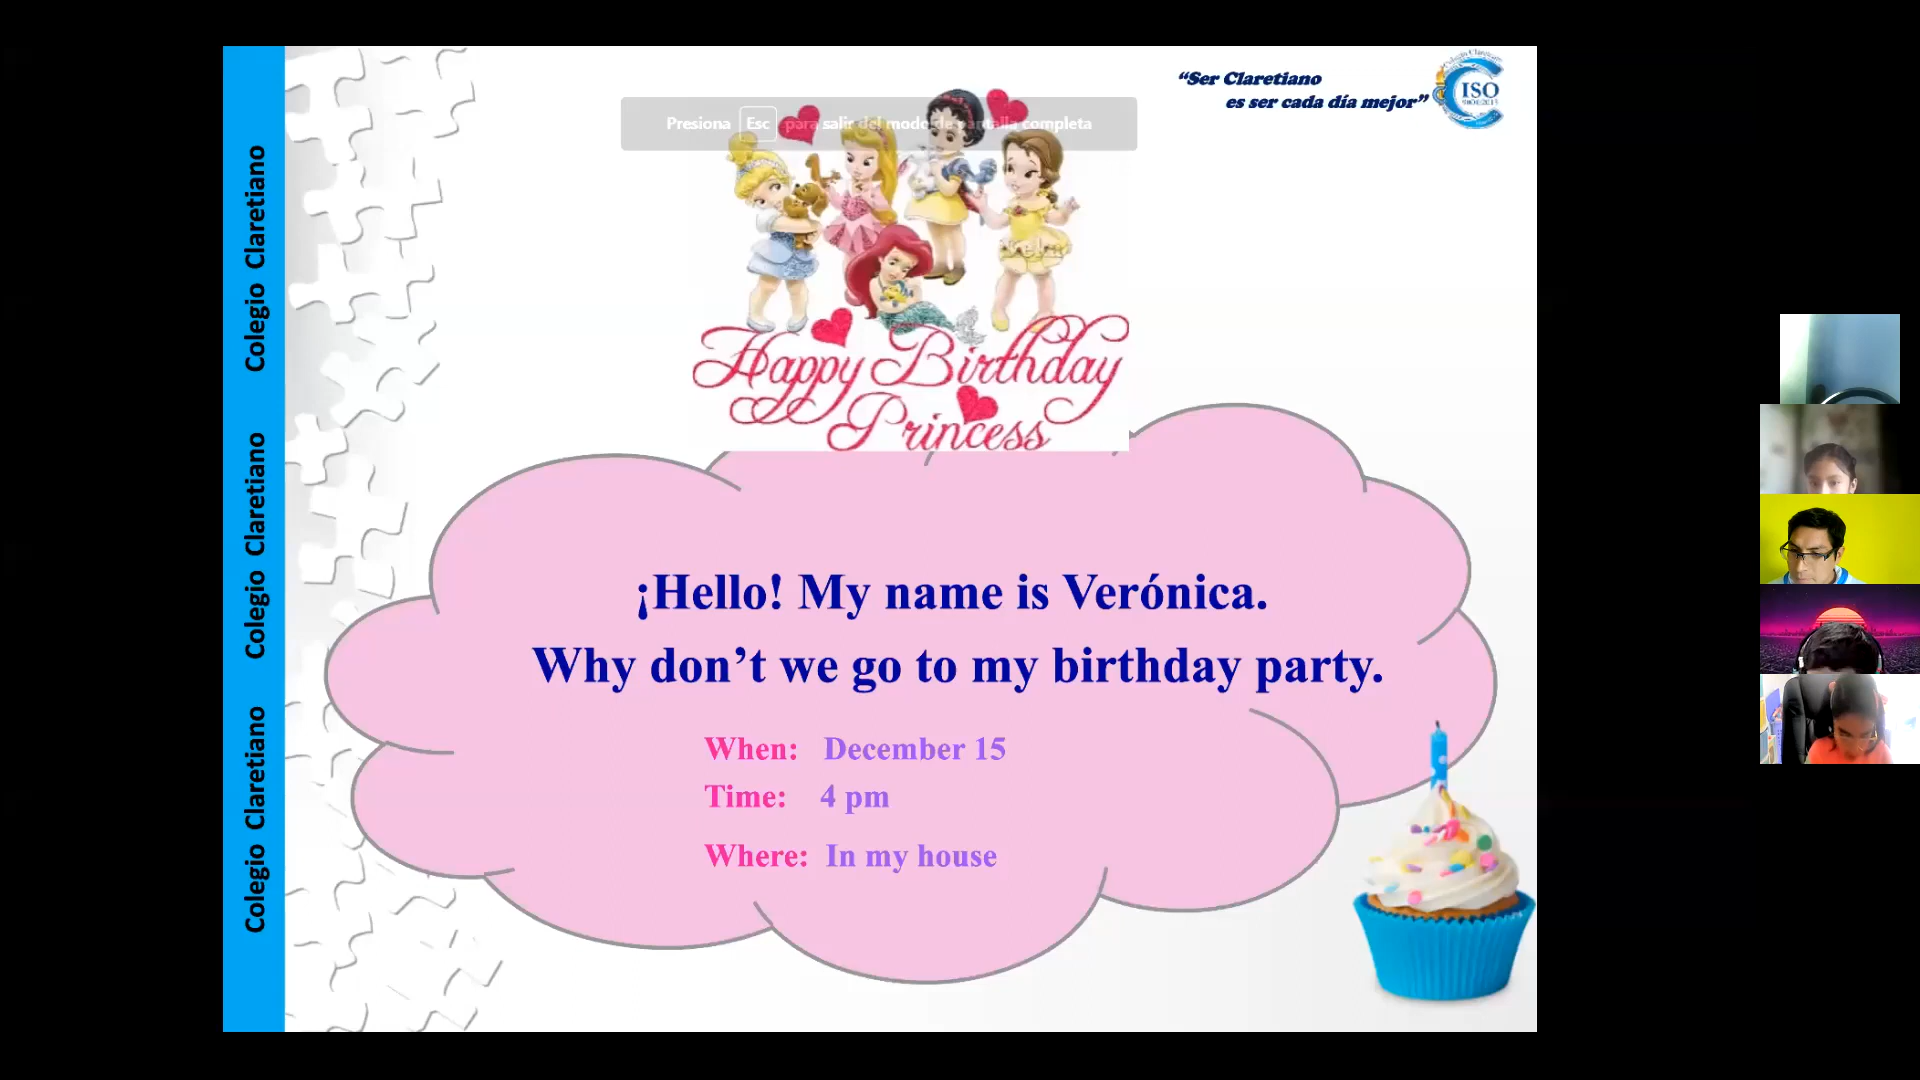 “Ser Claretiano
es ser cada día mejor”
ISO
Presiona Esc para salir del modo de pantalla completa
Happy Birthday
Princess
¡Hello! My name is Verónica.
Why don’t we go to my birthday party.
When: December 15
Time: 4 pm
Where: In my house
Colegio Claretiano
Colegio Claretiano
Colegio Claretiano